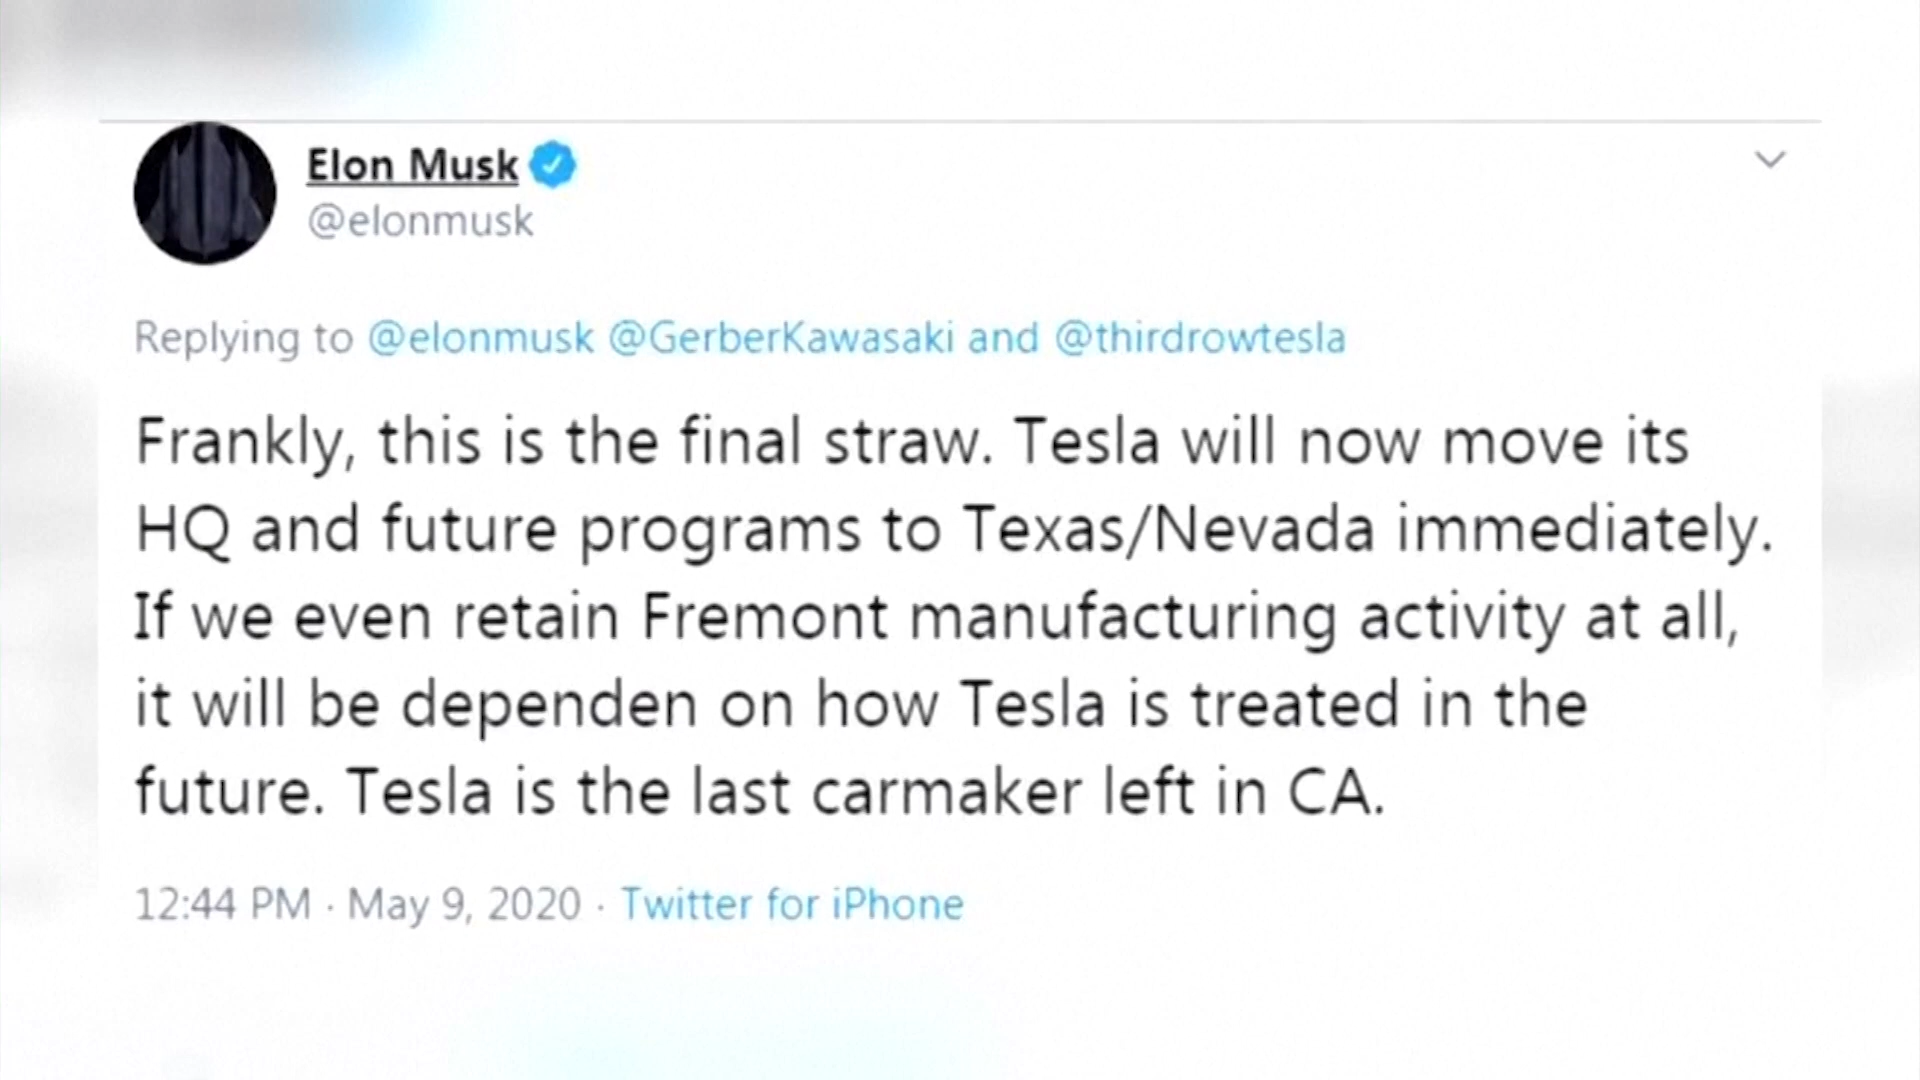 Elon Musk
@elonmusk
Replying to @elonmusk @GerberKawasaki and @thirdrowtesla
Frankly, this is the final straw. Tesla will now move its
HQ and future programs to Texas/Nevada immediately.
If we even retain Fremont manufacturing activity at all,
it will be dependen on how Tesla is treated in the
future. Tesla is the last carmaker left in CA.
12:44 PM · May 9, 2020 · Twitter for iPhone